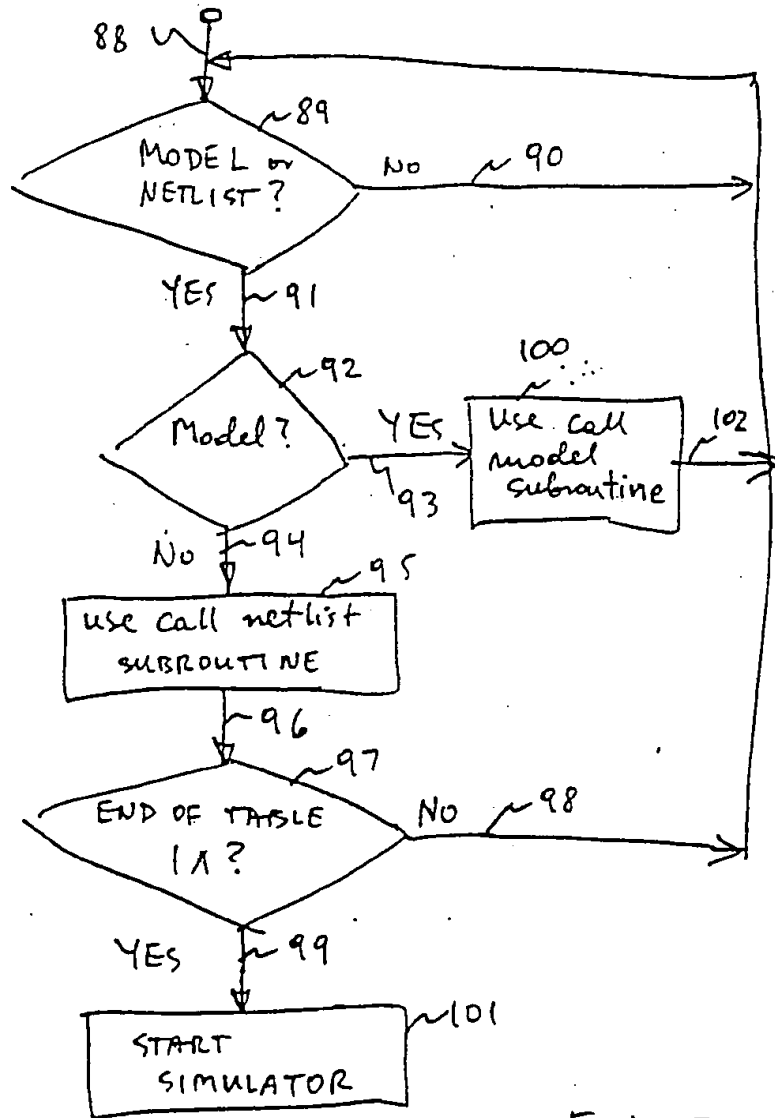 88
89
MODEL or
NETLIST?
NO
90
YES
91
92
Model?
YES
93
100
Use call
model
subroutine
102
No
94
95
use call netlist
SUBROUTINE
96
97
END OF TABLE
NO
98
YES
99
101
START
SIMULATOR